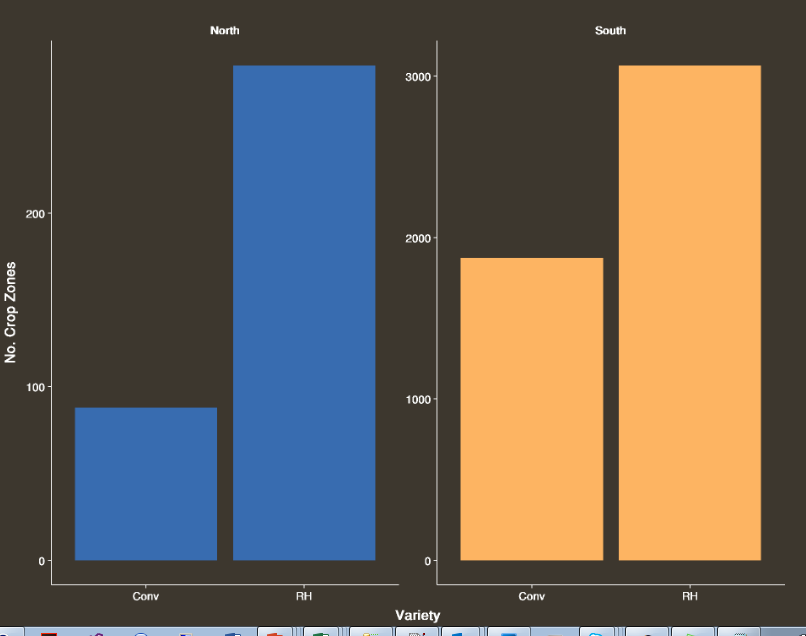 North
South
No. Crop Zones
200
100
0
3000
2000
1000
0
Conv
RH
Conv
RH
Variety